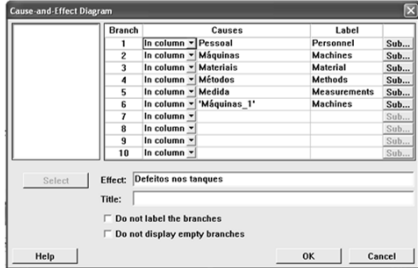 Cause-and-Effect Diagram
Branch Causes Label
1 In column Pessoal Personnel Sub...
2 In column Máquinas Machines Sub...
3 In column Materiais Material Sub...
4 In column Métodos Methods Sub...
5 In column Medida Measurements Sub...
6 In column 'Máquinas_1' Machines Sub...
7 In column Sub...
8 In column Sub...
9 In column Sub...
10 In column Sub...
Select Effect: Defeitos nos tanques
Title:
Do not label the branches
Do not display empty branches
Help OK Cancel